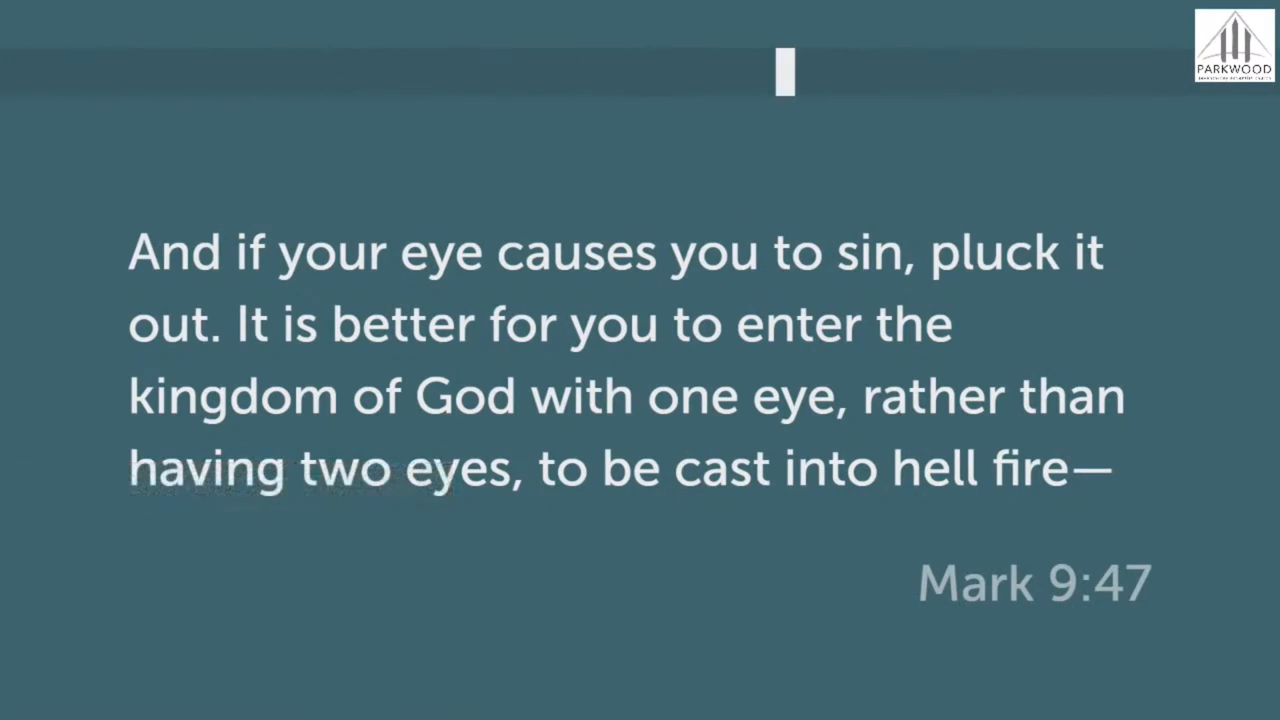 PARKWOOD
And if your eye causes you to sin, pluck it
out. It is better for you to enter the
kingdom of God with one eye, rather than
having two eyes, to be cast into hell fire—
Mark 9:47